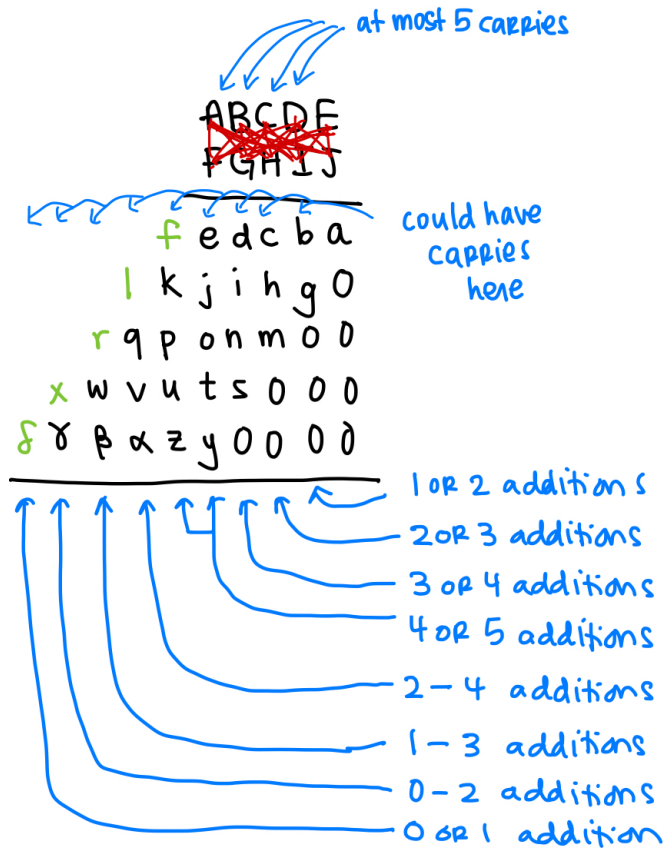 at most 5 carries
A B C D E
F G H I J
could have
carries
here
f e d c b a
l k j i h g 0
r q p o n m 0 0
x w v u t s 0 0 0
δ γ β α z y 0 0 0 0
1 or 2 additions
2 or 3 additions
3 or 4 additions
4 or 5 additions
2 - 4 additions
1 - 3 additions
0 - 2 additions
0 or 1 addition